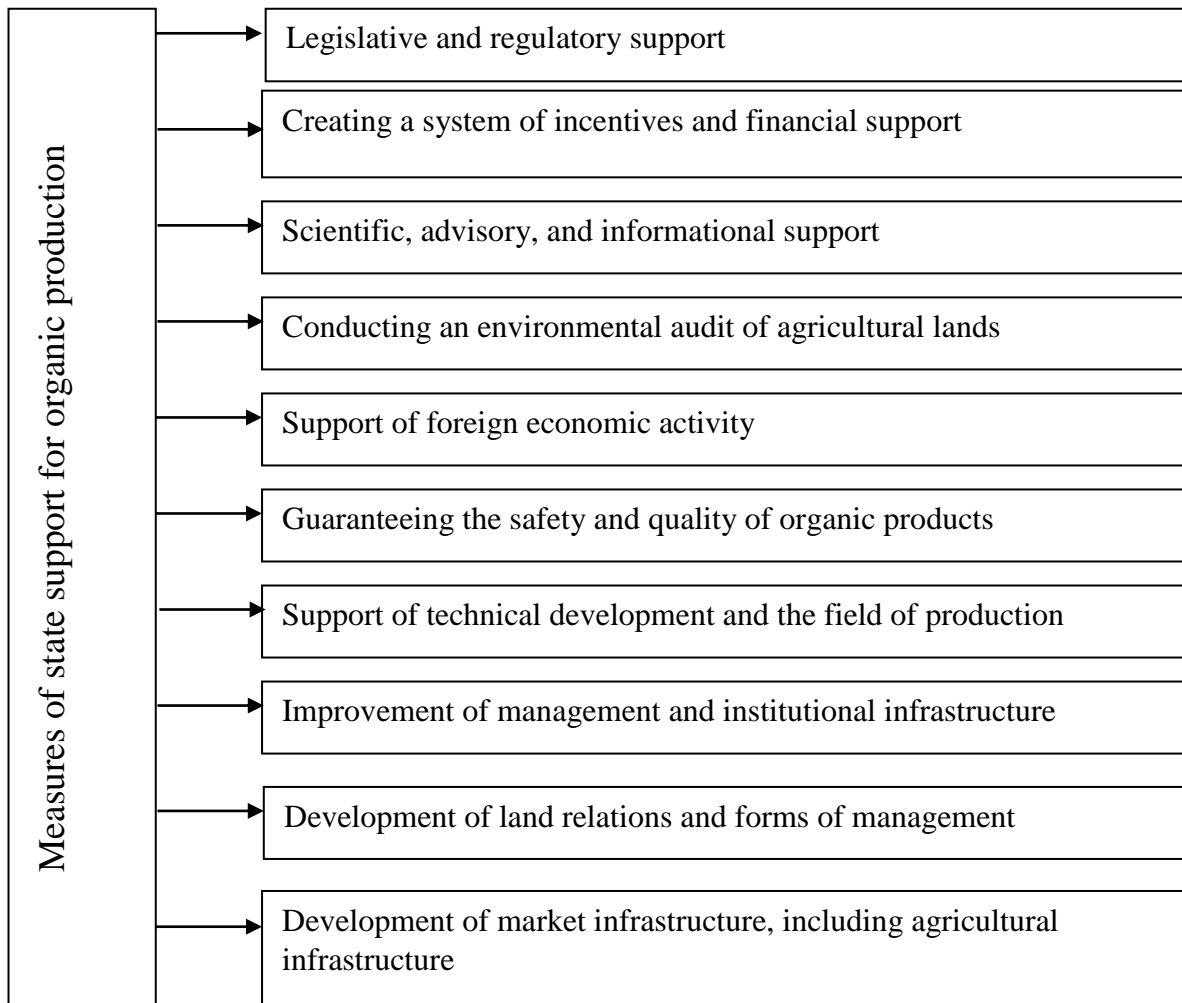 Measures of state support for organic production
Legislative and regulatory support
Creating a system of incentives and financial support
Scientific, advisory, and informational support
Conducting an environmental audit of agricultural lands
Support of foreign economic activity
Guaranteeing the safety and quality of organic products
Support of technical development and the field of production
Improvement of management and institutional infrastructure
Development of land relations and forms of management
Development of market infrastructure, including agricultural
infrastructure